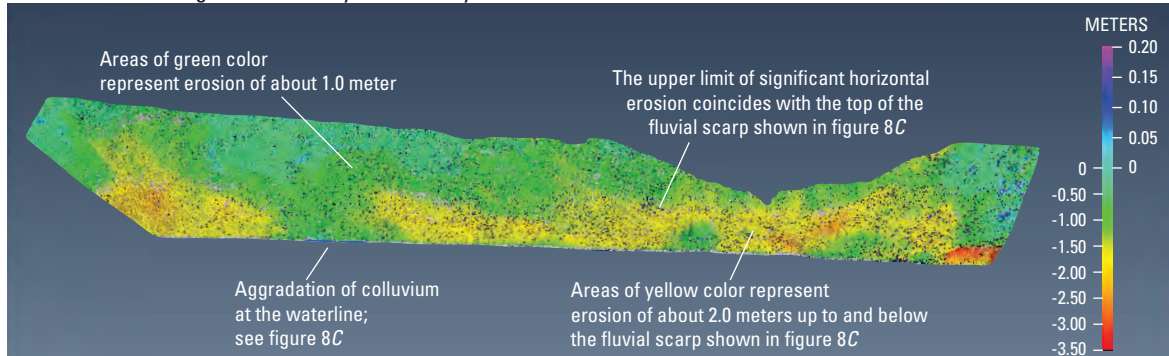 Areas of green color
represent erosion of about 1.0 meter
The upper limit of significant horizontal
erosion coincides with the top of the
fluvial scarp shown in figure 8C
Aggradation of colluvium
at the waterline;
see figure 8C
Areas of yellow color represent
erosion of about 2.0 meters up to and below
the fluvial scarp shown in figure 8C
METERS
0.20
0.15
0.10
0.05
0 0
-0.50
-1.00
-1.50
-2.00
-2.50
-3.00
-3.50